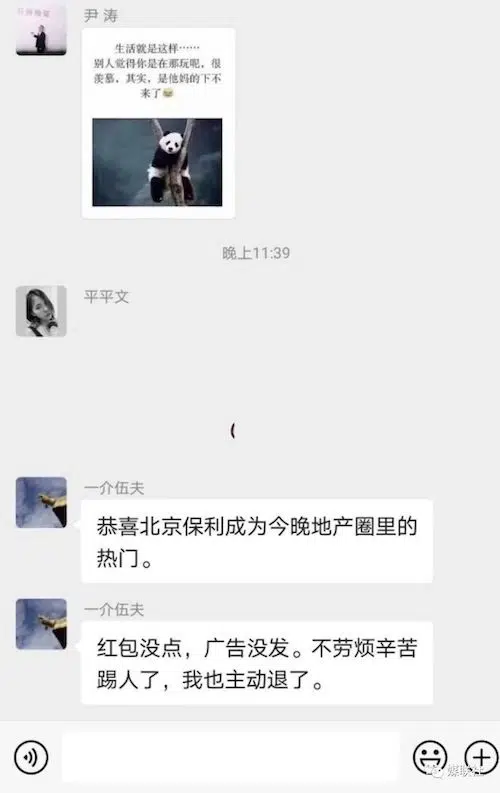 尹涛
生活就是这样……
别人觉得你是在那玩呢，很
羡慕，其实，是他妈的下不
来了😂
晚上11:39
平平文
一介伍夫
恭喜北京保利成为今晚地产圈里的
热门。
一介伍夫
红包没点，广告没发。不劳烦辛苦
踢人了，我也主动退了。
媒联社